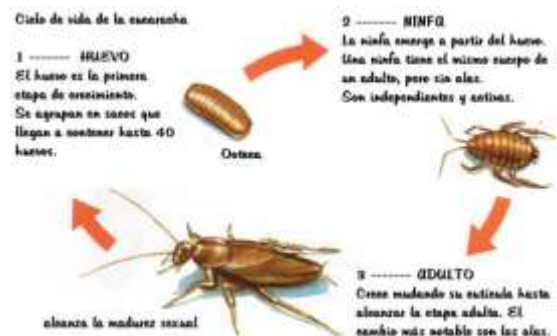 Ciclo de vida de la cucaracha
1 -------- HUEVO
El huevo es la primera
etapa de crecimiento.
Se agrupan en sacos que
llegan a contener hasta 40
huevos.
Ooteca
2 -------- NINFA
La ninfa emerge a partir del huevo.
Una ninfa tiene el mismo cuerpo de
un adulto, pero sin alas.
Son independientes y activas.
3 -------- ADULTO
Crece mudando su cutícula hasta
alcanzar la etapa adulta. El
cambio más notable son las alas.
alcanza la madurez sexual